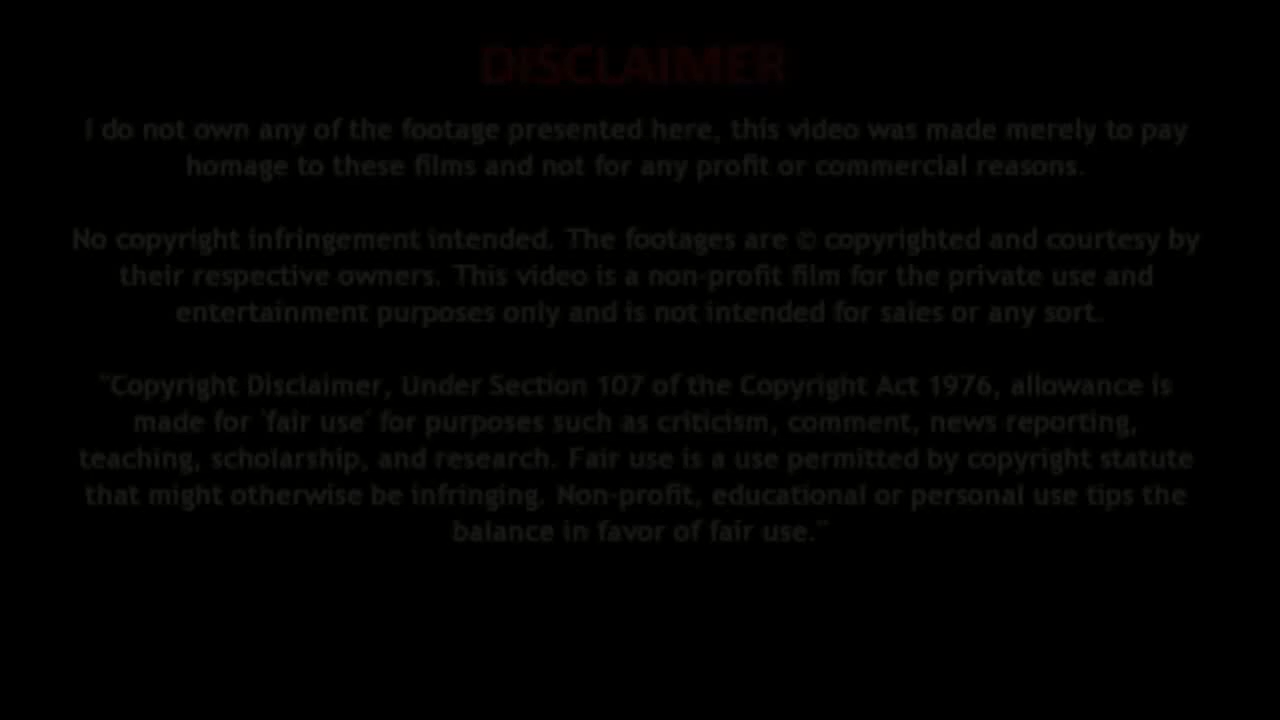 DISCLAIMER
I do not own any of the footage presented here, this video was made merely to pay
homage to these films and not for any profit or commercial reasons.
No copyright infringement intended. The footages are © copyrighted and courtesy by
their respective owners. This video is a non-profit film for the private use and
entertainment purposes only and is not intended for sales or any sort.
"Copyright Disclaimer, Under Section 107 of the Copyright Act 1976, allowance is
made for 'fair use' for purposes such as criticism, comment, news reporting,
teaching, scholarship, and research. Fair use is a use permitted by copyright statute
that might otherwise be infringing. Non-profit, educational or personal use tips the
balance in favor of fair use."